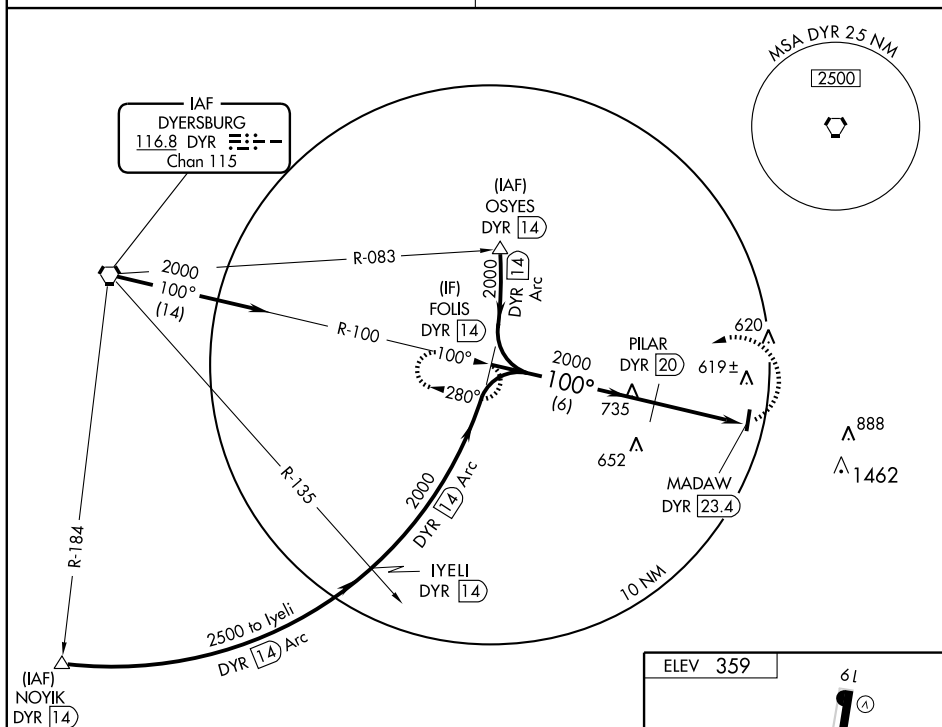 MSA DYR 25 NM
2500
IAF
DYERSBURG
116.8 DYR
Chan 115
(IAF)
OSYES
DYR 14
R-083
2000
DYR 14
Arc
2000
100°
(14)
(IF)
FOLIS
DYR 14
R-100
100°
280°
2000
100°
(6)
PILAR
DYR 20
620
619±
735
652
888
1462
MADAW
DYR 23.4
R-135
R-184
2000
DYR 14 Arc
IYELI
DYR 14
10 NM
2500 to Iyeli
DYR 14 Arc
(IAF)
NOYIK
DYR 14
ELEV 359
19
V